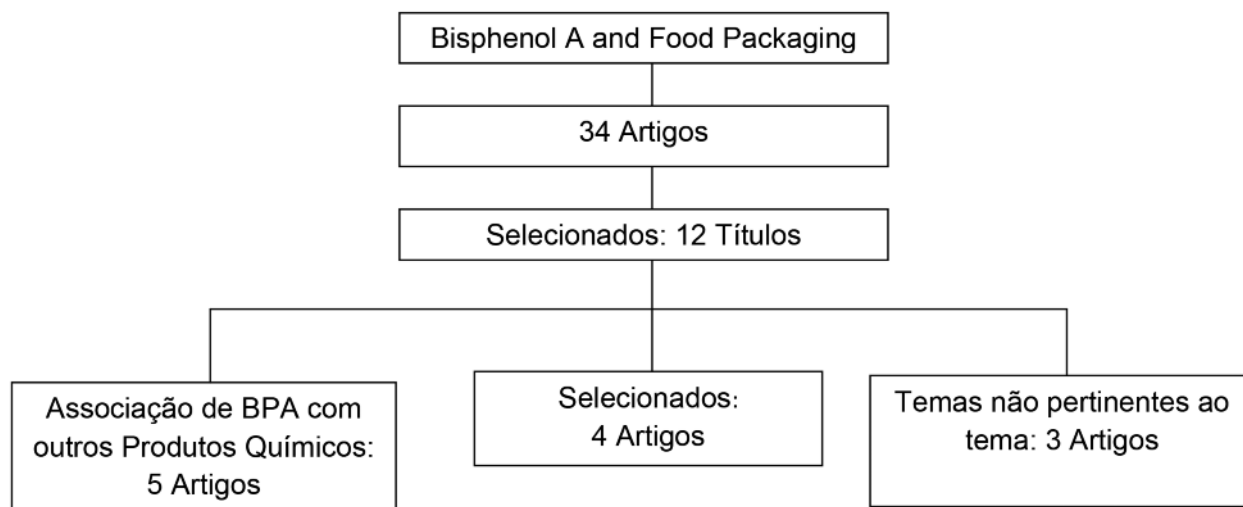 Bisphenol A and Food Packaging
34 Artigos
Selecionados: 12 Títulos
Associação de BPA com
outros Produtos Químicos:
5 Artigos
Selecionados:
4 Artigos
Temas não pertinentes ao
tema: 3 Artigos